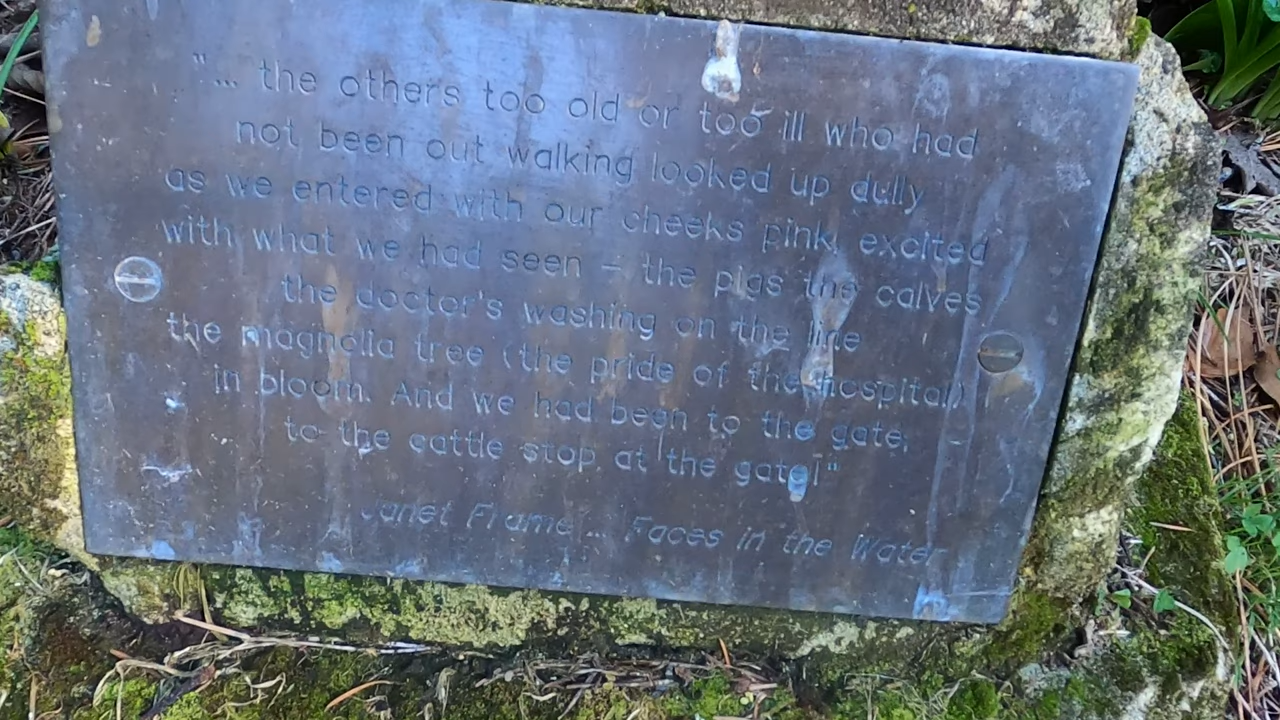 "... the others too old or too ill who had
not been out walking looked up dully
as we entered with our cheeks pink, excited
with what we had seen – the pigs the calves
the doctor's washing on the line
the magnolia tree (the pride of the hospital)
in bloom. And we had been to the gate,
to the cattle stop at the gate!"
Janet Frame ... Faces in the Water